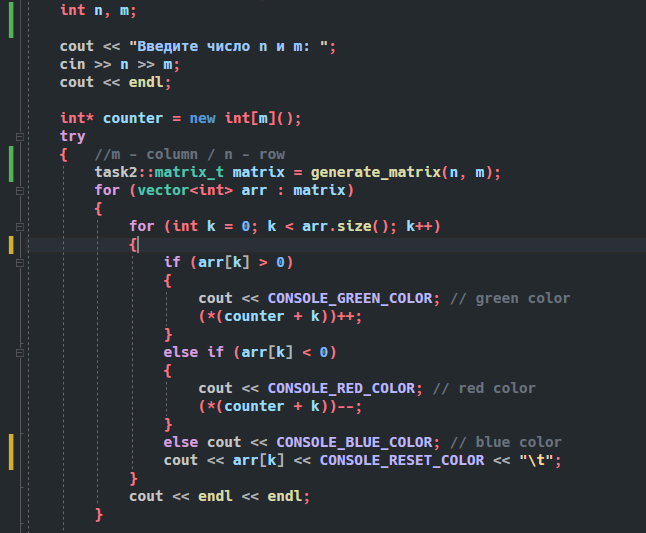 int n, m;
cout << "Введите число n и m: ";
cin >> n >> m;
cout << endl;
int* counter = new int[m]();
try
{ //m - column / n - row
task2::matrix_t matrix = generate_matrix(n, m);
for (vector<int> arr : matrix)
{
for (int k = 0; k < arr.size(); k++)
{
if (arr[k] > 0)
{
cout << CONSOLE_GREEN_COLOR; // green color
(*(counter + k))++;
}
else if (arr[k] < 0)
{
cout << CONSOLE_RED_COLOR; // red color
(*(counter + k))--;
}
else cout << CONSOLE_BLUE_COLOR; // blue color
cout << arr[k] << CONSOLE_RESET_COLOR << "\t";
}
cout << endl << endl;
}